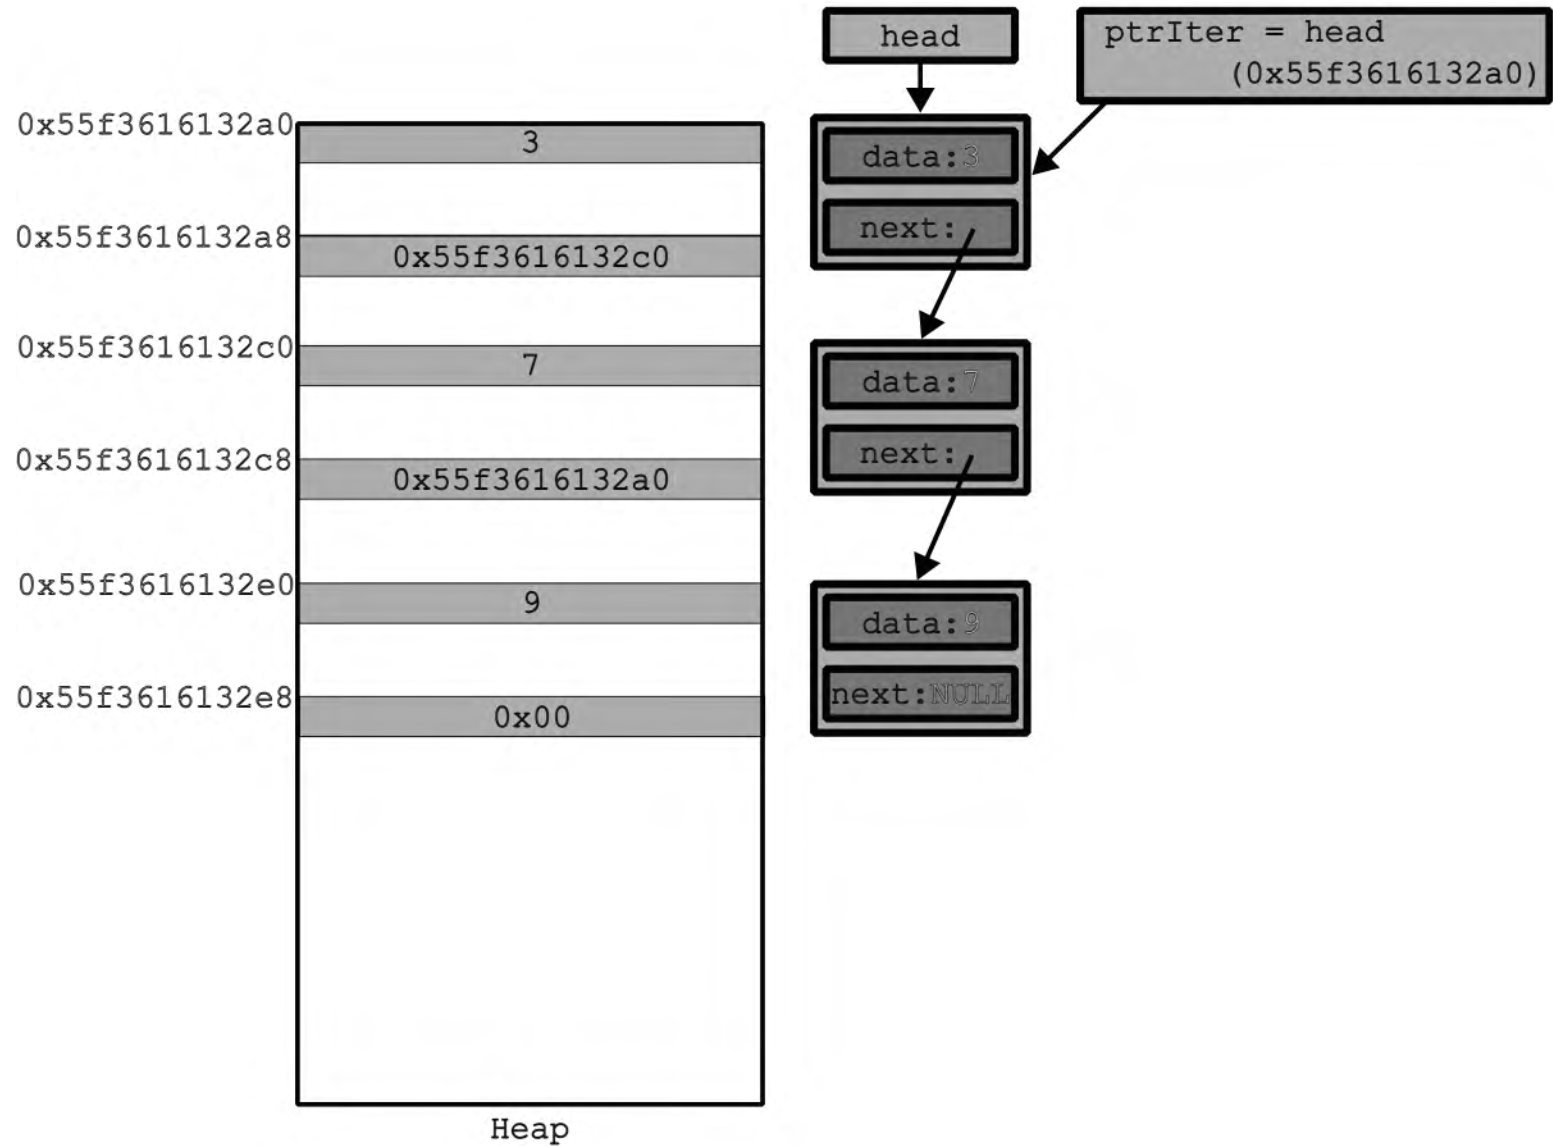 head
ptrIter = head
(0x55f3616132a0)
0x55f3616132a0
3
data:3
0x55f3616132a8
0x55f3616132c0
next:
0x55f3616132c0
7
data:7
0x55f3616132c8
0x55f3616132a0
next:
0x55f3616132e0
9
data:9
0x55f3616132e8
0x00
next:NULL
Heap